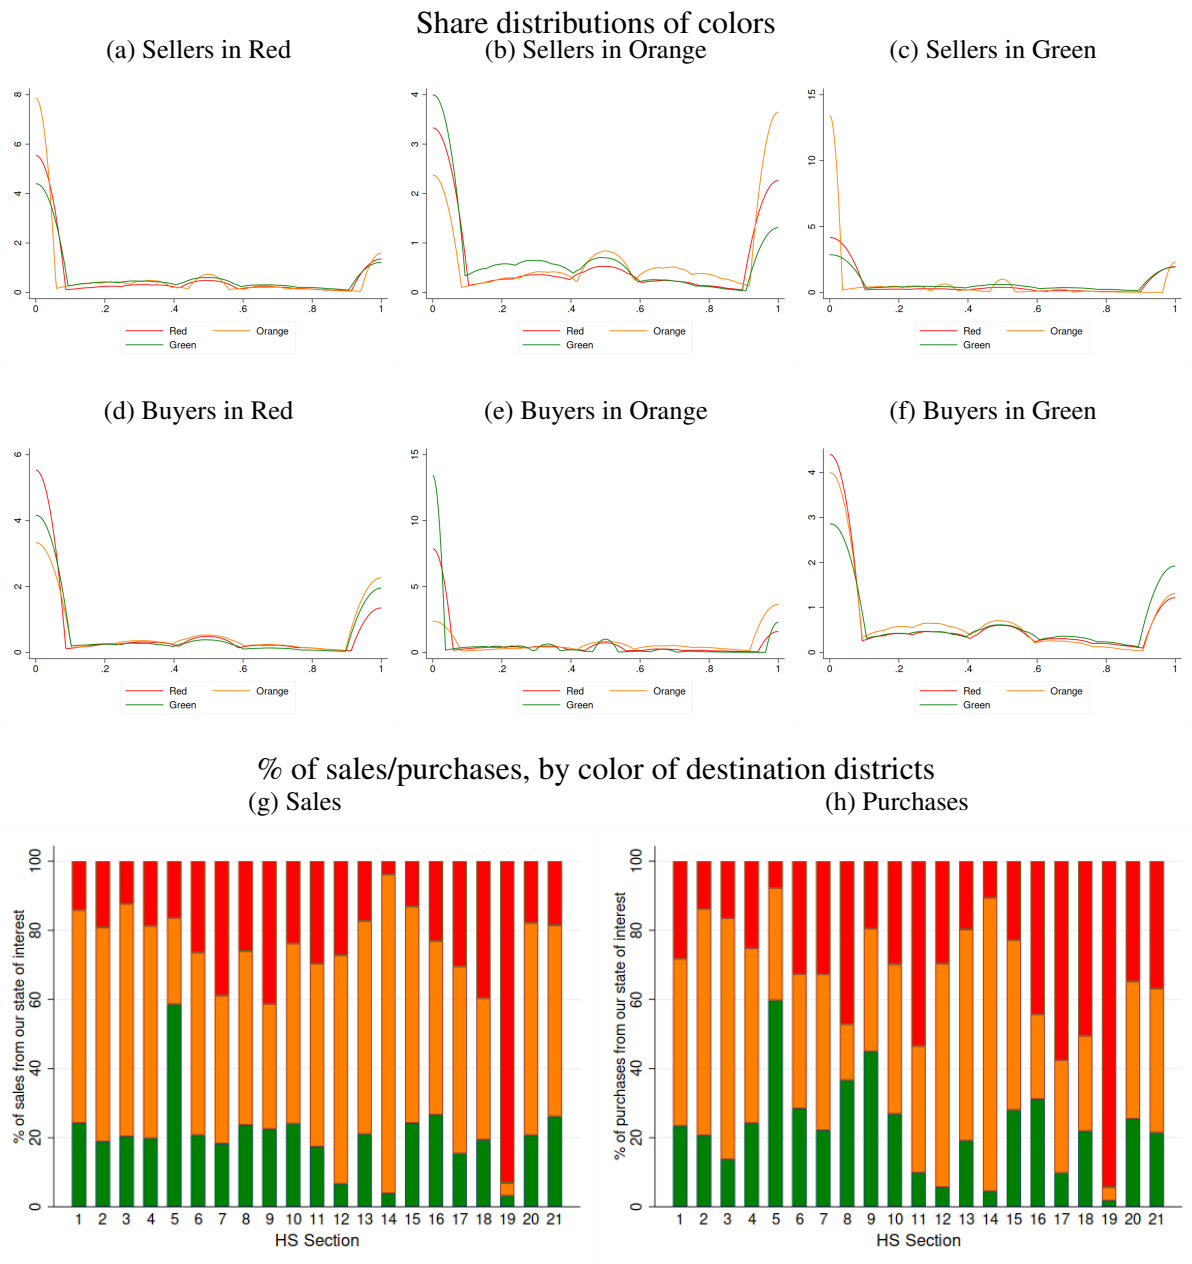 Share distributions of colors
(a) Sellers in Red
(b) Sellers in Orange
(c) Sellers in Green
0 2 4 6 8
0 .2 .4 .6 .8 1
Red Orange
Green
0 1 2 3 4
0 .2 .4 .6 .8 1
Red Orange
Green
0 5 10 15
0 .2 .4 .6 .8 1
Red Orange
Green
(d) Buyers in Red
(e) Buyers in Orange
(f) Buyers in Green
0 2 4 6
0 .2 .4 .6 .8 1
Red Orange
Green
0 5 10 15
0 .2 .4 .6 .8 1
Red Orange
Green
0 1 2 3 4
0 .2 .4 .6 .8 1
Red Orange
Green
% of sales/purchases, by color of destination districts
(g) Sales
(h) Purchases
% of sales from our state of interest
0 20 40 60 80 100
1 2 3 4 5 6 7 8 9 10 11 12 13 14 15 16 17 18 19 20 21
HS Section
% of purchases from our state of interest
0 20 40 60 80 100
1 2 3 4 5 6 7 8 9 10 11 12 13 14 15 16 17 18 19 20 21
HS Section